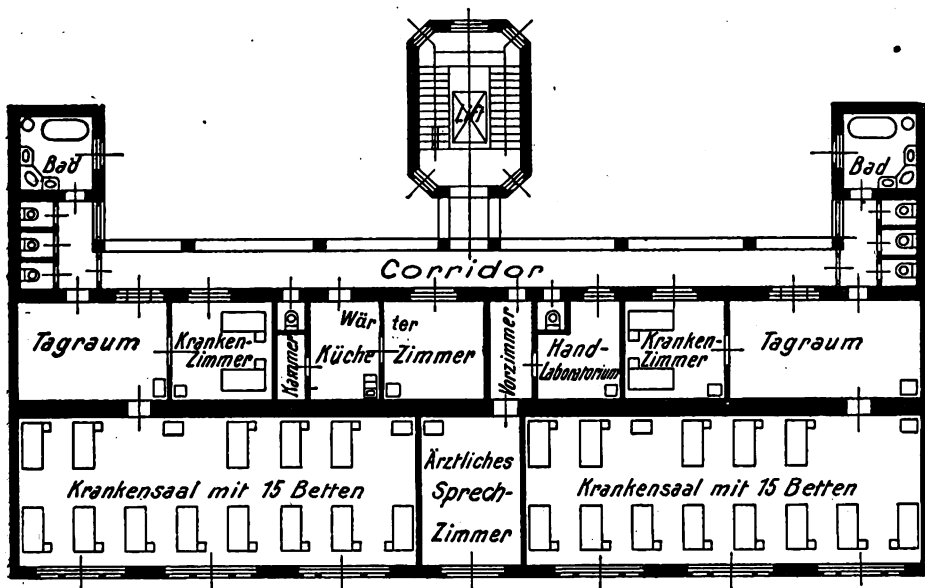 Lift
Bad
Bad
Corridor
Tagraum
Kranken-
Zimmer
Kammer
Wär
Küche
ter
Zimmer
Vorzimmer
Hand-
Laboratorium
Kranken-
Zimmer
Tagraum
Krankensaal mit 15 Betten
Ärztliches
Sprech-
Zimmer
Krankensaal mit 15 Betten